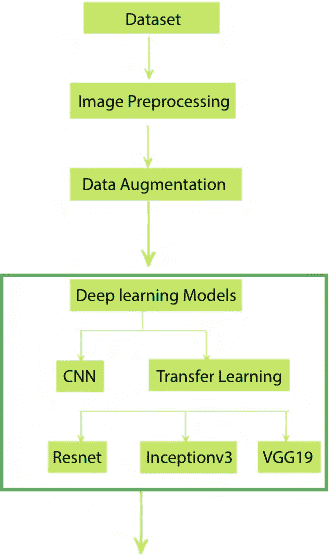 Dataset
Image Preprocessing
Data Augmentation
Deep learning Models
CNN
Transfer Learning
Resnet
Inceptionv3
VGG19